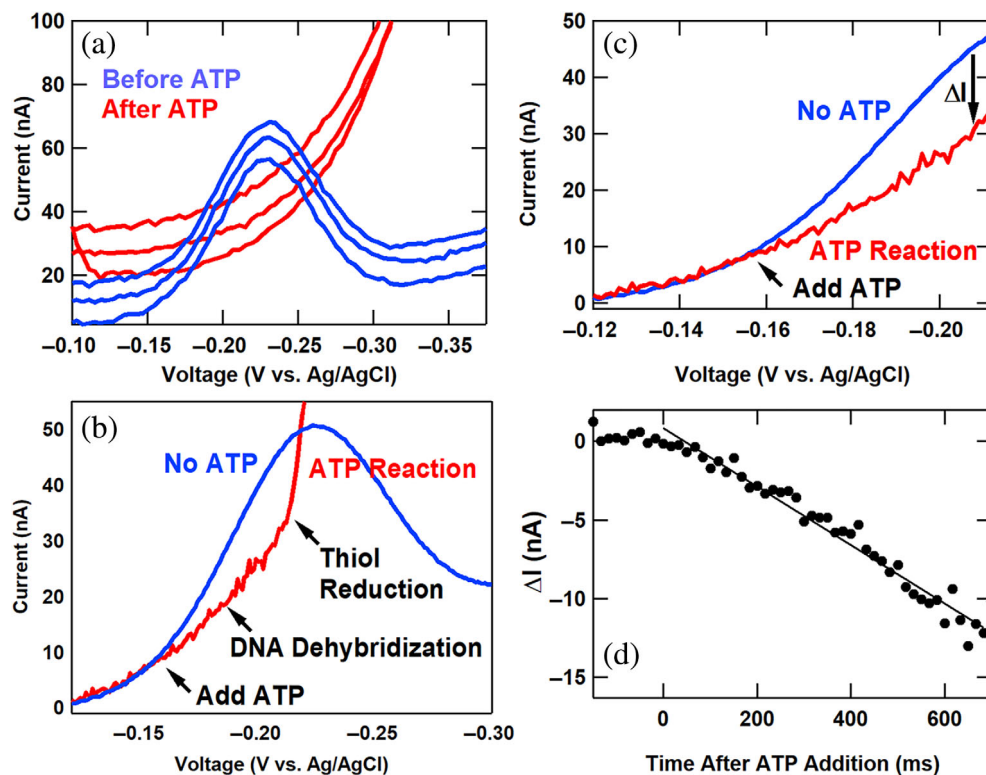 (a)
Before ATP
After ATP
Current (nA)
100
80
60
40
20
−0.10
−0.15
−0.20
−0.25
−0.30
−0.35
Voltage (V vs. Ag/AgCl)
(b)
No ATP
ATP Reaction
Thiol
Reduction
DNA Dehybridization
Add ATP
Current (nA)
50
40
30
20
10
0
−0.15
−0.20
−0.25
−0.30
Voltage (V vs. Ag/AgCl)
(c)
No ATP
ΔI
ATP Reaction
Add ATP
Current (nA)
50
40
30
20
10
0
−0.12
−0.14
−0.16
−0.18
−0.20
Voltage (V vs. Ag/AgCl)
(d)
ΔI (nA)
0
−5
−10
−15
0
200
400
600
Time After ATP Addition (ms)